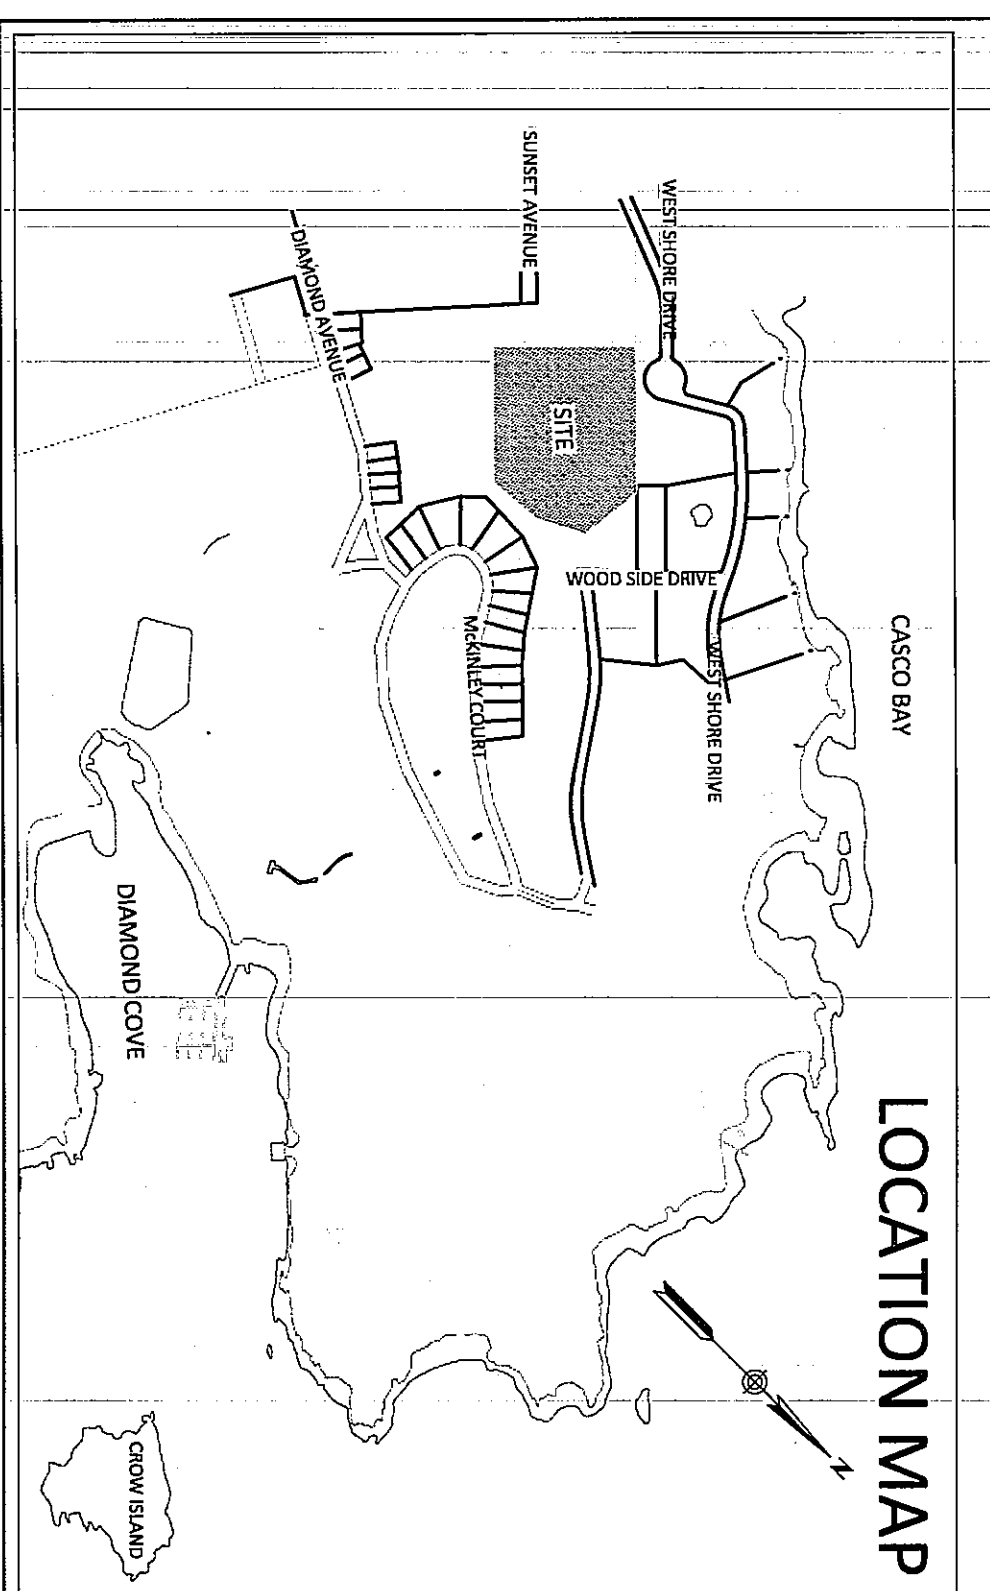 LOCATION MAP
CASCO BAY
N
WEST SHORE DRIVE
WEST SHORE DRIVE
WOOD SIDE DRIVE
SITE
SUNSET AVENUE
McKINLEY COURT
DIAMOND AVENUE
DIAMOND COVE
CROW ISLAND